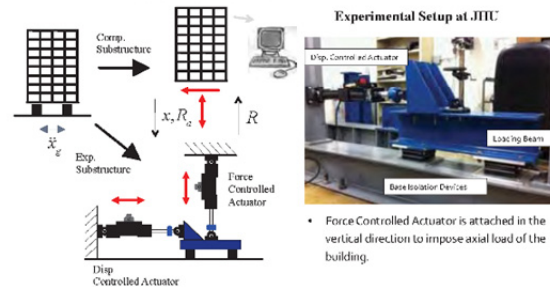 Experimental Setup at JHU
Comp.
Substructure
Disp. Controlled Actuator
x, Rₐ
R
ẍg
Exp.
Substructure
Force
Controlled
Actuator
Loading Beam
Base Isolation Devices
• Force Controlled Actuator is attached in the
vertical direction to impose axial load of the
building.
Disp
Controlled Actuator